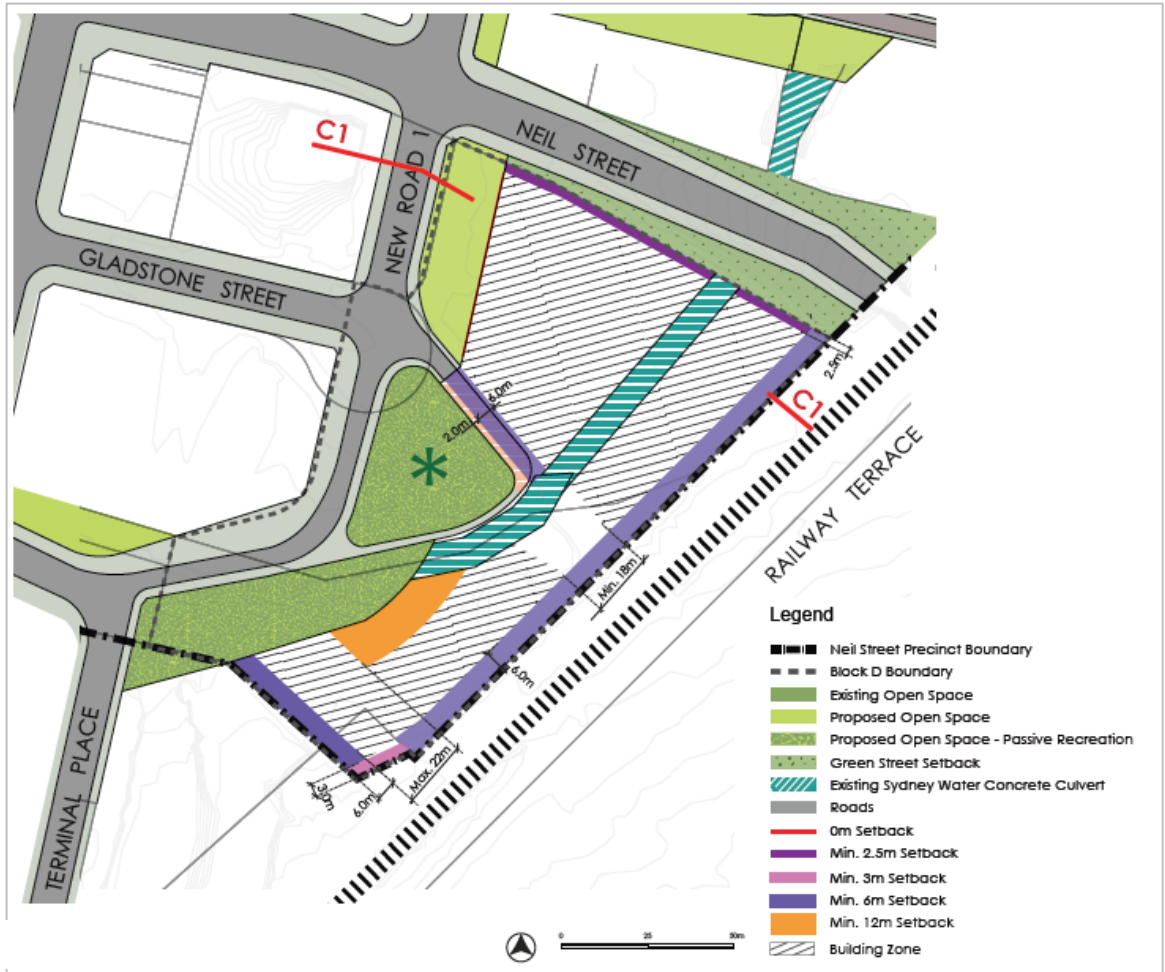 NEIL STREET
C1
NEW ROAD 1
GLADSTONE STREET
2.5m
6.0m
2.0m
C1
RAILWAY TERRACE
Min. 18m
6.0m
Max. 22m
3.0m
6.0m
TERMINAL PLACE
Legend
Neil Street Precinct Boundary
Block D Boundary
Existing Open Space
Proposed Open Space
Proposed Open Space - Passive Recreation
Green Street Setback
Existing Sydney Water Concrete Culvert
Roads
0m Setback
Min. 2.5m Setback
Min. 3m Setback
Min. 6m Setback
Min. 12m Setback
Building Zone
0 25 50m